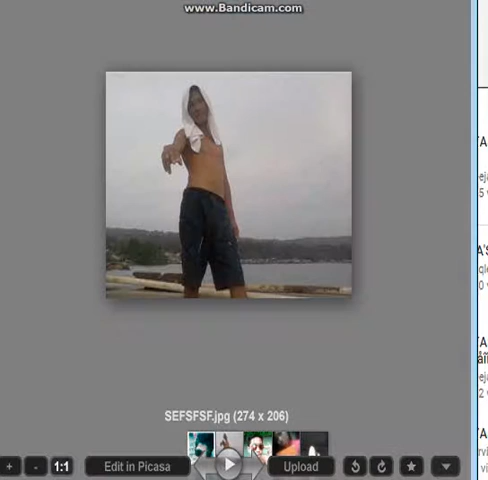 www.Bandicam.com
SEFSFSF.jpg (274 x 206)
+ - 1:1 Edit in Picasa Upload